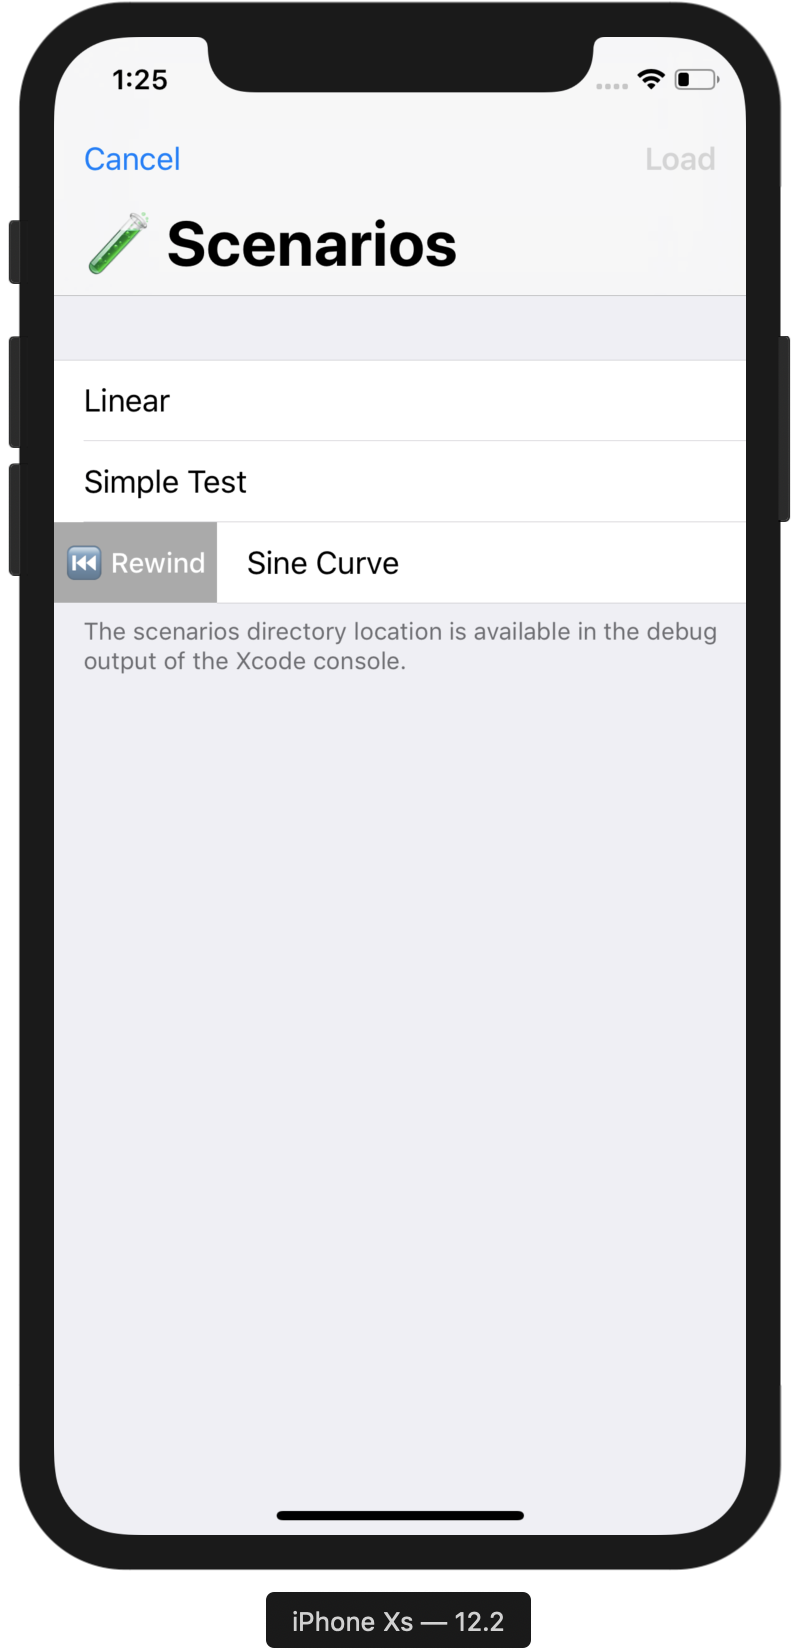 1:25
Cancel Load
Scenarios
Linear
Simple Test
Rewind Sine Curve
The scenarios directory location is available in the debug
output of the Xcode console.
iPhone Xs — 12.2